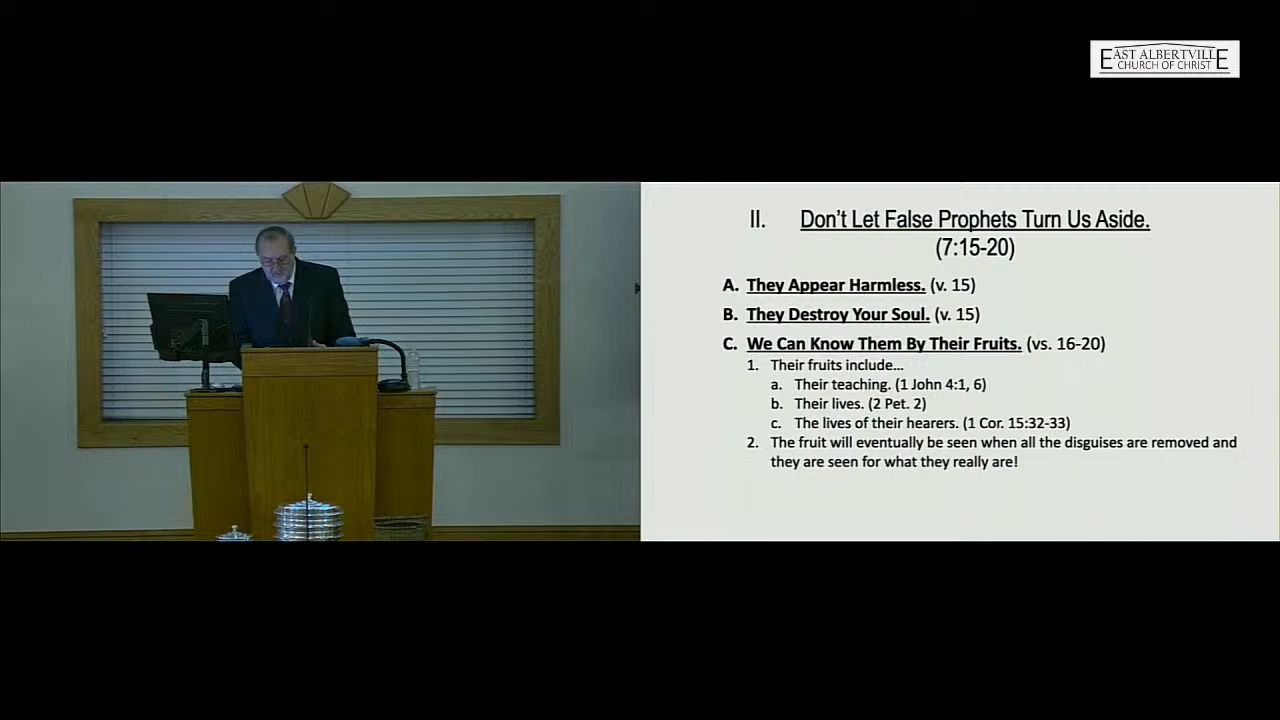 EAST ALBERTVILLE
CHURCH OF CHRIST
II. Don't Let False Prophets Turn Us Aside.
(7:15-20)
A. They Appear Harmless. (v. 15)
B. They Destroy Your Soul. (v. 15)
C. We Can Know Them By Their Fruits. (vs. 16-20)
1. Their fruits include...
a. Their teaching. (1 John 4:1, 6)
b. Their lives. (2 Pet. 2)
c. The lives of their hearers. (1 Cor. 15:32-33)
2. The fruit will eventually be seen when all the disguises are removed and
they are seen for what they really are!